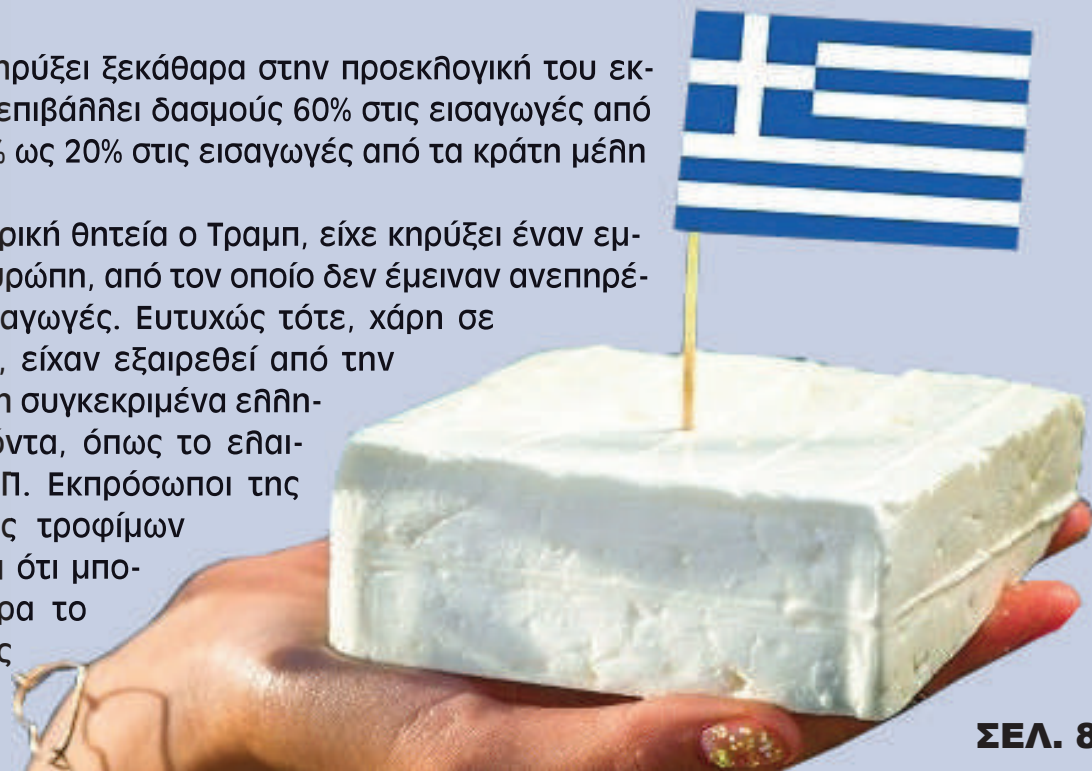 ηρύξει ξεκάθαρα στην προεκλογική του εκ-
επιβάλλει δασμούς 60% στις εισαγωγές από
% ως 20% στις εισαγωγές από τα κράτη μέλη
ρική θητεία ο Τραμπ, είχε κηρύξει έναν εμ-
υρώπη, από τον οποίο δεν έμειναν ανεπηρέ-
αγωγές. Ευτυχώς τότε, χάρη σε
, είχαν εξαιρεθεί από την
η συγκεκριμένα ελλη-
όντα, όπως το ελαι-
Π. Εκπρόσωποι της
ς τροφίμων
ι ότι μπο-
ρα το
ς
ΣΕΛ. 8